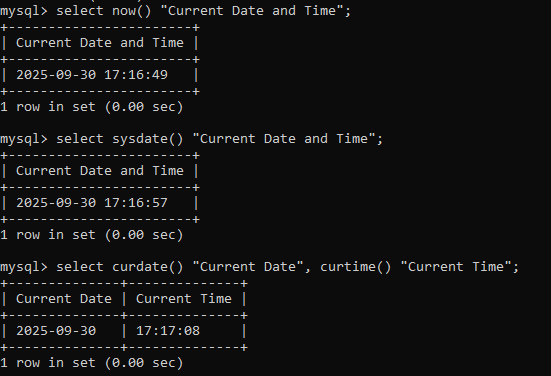 mysql> select now() "Current Date and Time";
+-----------------------+
| Current Date and Time |
+-----------------------+
| 2025-09-30 17:16:49   |
+-----------------------+
1 row in set (0.00 sec)
mysql> select sysdate() "Current Date and Time";
+-----------------------+
| Current Date and Time |
+-----------------------+
| 2025-09-30 17:16:57   |
+-----------------------+
1 row in set (0.00 sec)
mysql> select curdate() "Current Date", curtime() "Current Time";
+--------------+--------------+
| Current Date | Current Time |
+--------------+--------------+
| 2025-09-30   | 17:17:08     |
+--------------+--------------+
1 row in set (0.00 sec)